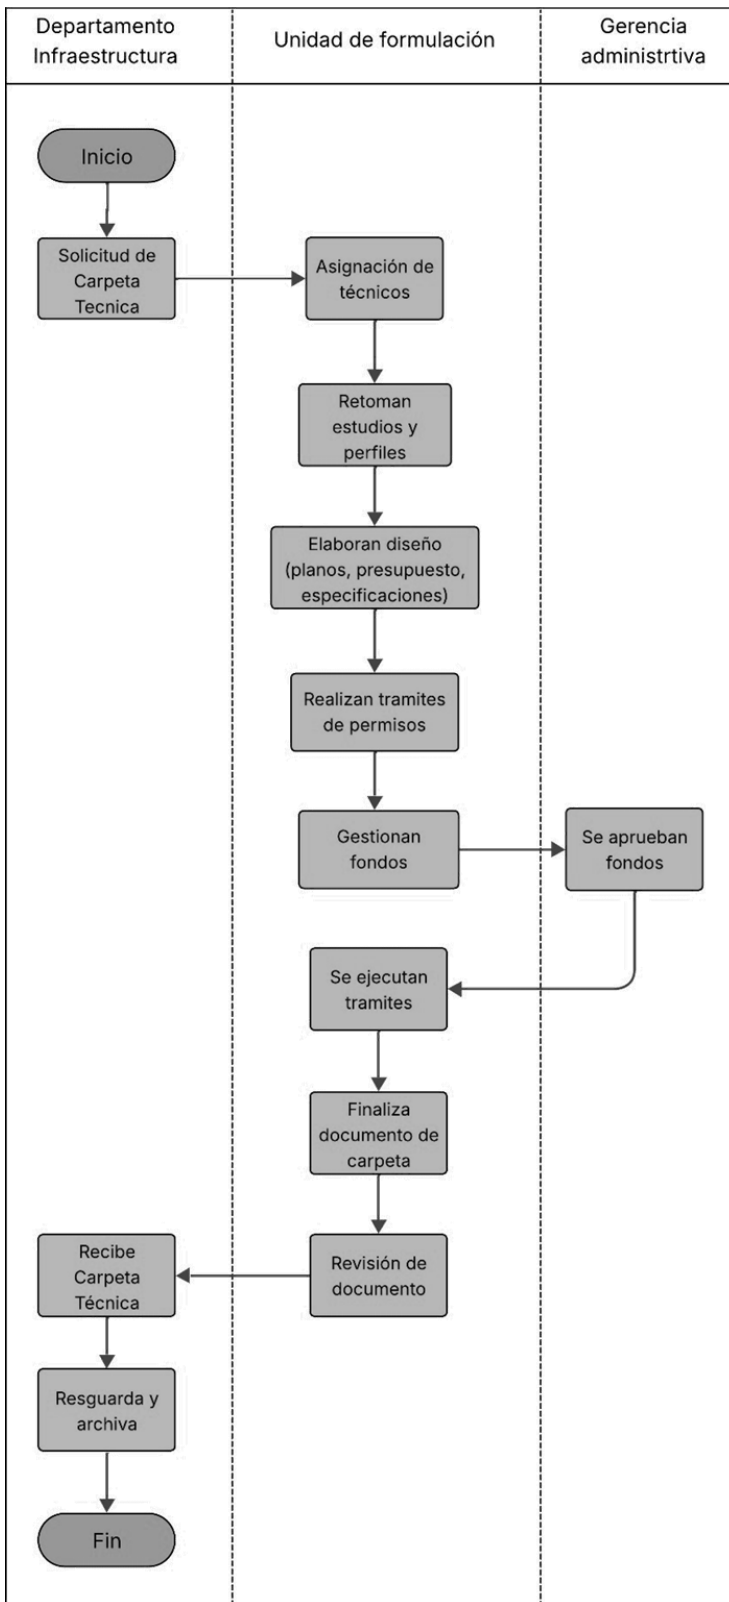 Departamento
Infraestructura
Unidad de formulación
Gerencia
administrtiva
Inicio
Solicitud de
Carpeta
Tecnica
Asignación de
técnicos
Retoman
estudios y
perfiles
Elaboran diseño
(planos, presupuesto,
especificaciones)
Realizan tramites
de permisos
Gestionan
fondos
Se aprueban
fondos
Se ejecutan
tramites
Finaliza
documento de
carpeta
Revisión de
documento
Recibe
Carpeta
Técnica
Resguarda y
archiva
Fin